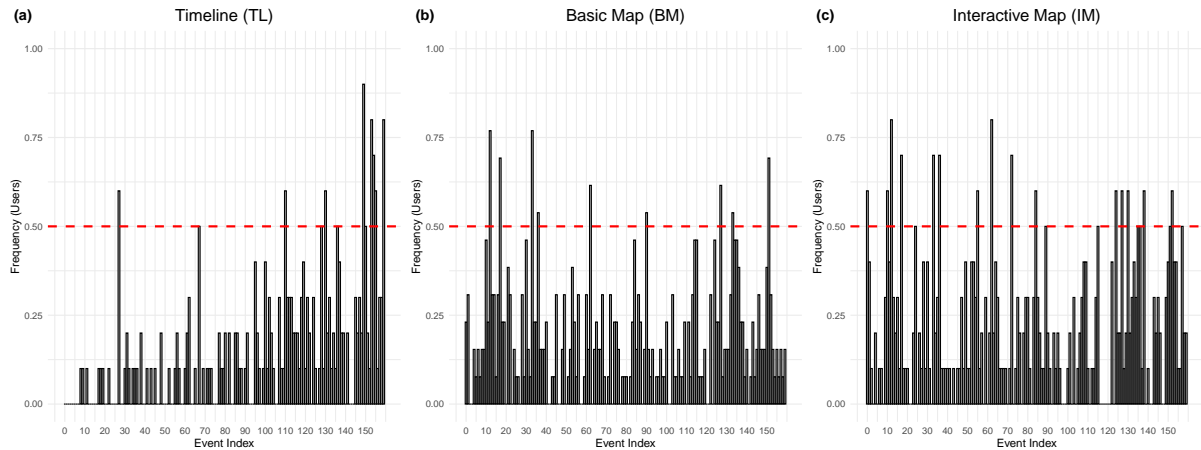 (a) Timeline (TL)
1.00
0.75
0.50
0.25
0.00
Frequency (Users)
0 10 20 30 40 50 60 70 80 90 100 110 120 130 140 150
Event Index
(b) Basic Map (BM)
1.00
0.75
0.50
0.25
0.00
Frequency (Users)
0 10 20 30 40 50 60 70 80 90 100 110 120 130 140 150
Event Index
(c) Interactive Map (IM)
1.00
0.75
0.50
0.25
0.00
Frequency (Users)
0 10 20 30 40 50 60 70 80 90 100 110 120 130 140 150
Event Index